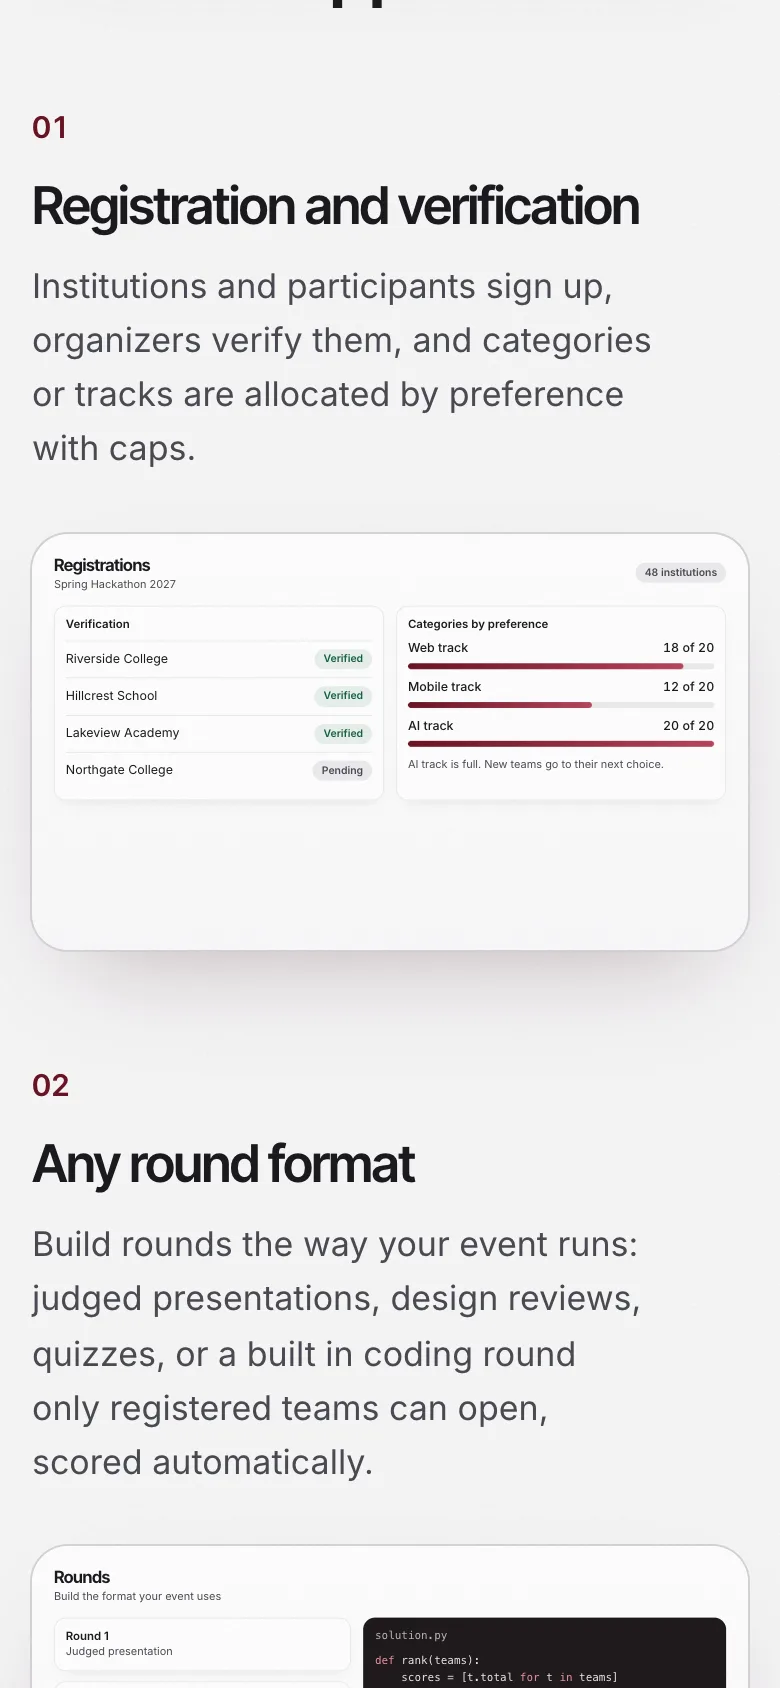 01
Registration and verification
Institutions and participants sign up,
organizers verify them, and categories
or tracks are allocated by preference
with caps.
Registrations
Spring Hackathon 2027
48 institutions
Verification
Riverside College
Verified
Hillcrest School
Verified
Lakeview Academy
Verified
Northgate College
Pending
Categories by preference
Web track
18 of 20
Mobile track
12 of 20
AI track
20 of 20
AI track is full. New teams go to their next choice.
02
Any round format
Build rounds the way your event runs:
judged presentations, design reviews,
quizzes, or a built in coding round
only registered teams can open,
scored automatically.
Rounds
Build the format your event uses
Round 1
Judged presentation
solution.py
def rank(teams):
    scores = [t.total for t in teams]